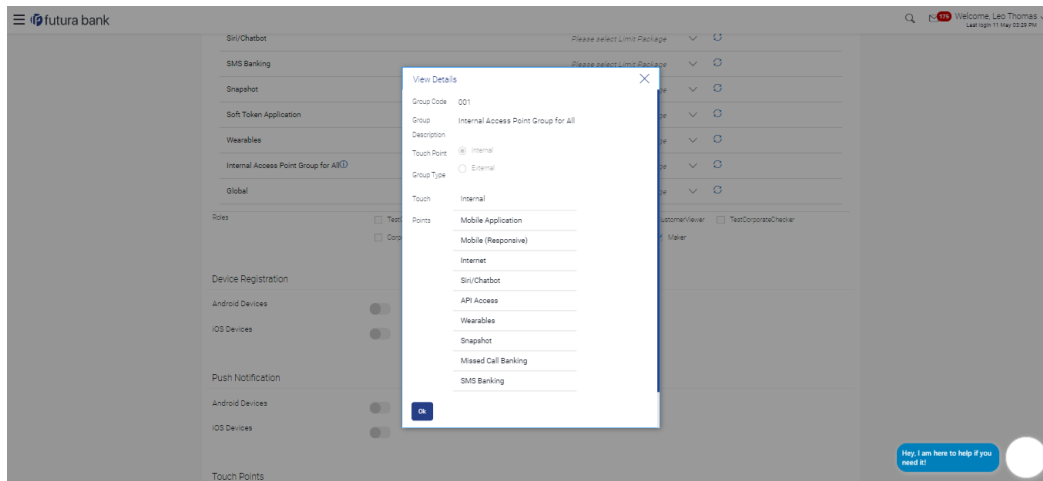 futura bank
175
Welcome, Leo Thomas
Last login 11 May 03:29 PM
Siri/Chatbot Please select Limit Package
SMS Banking Please select Limit Package
Snapshot
Soft Token Application
Wearables
Internal Access Point Group for All
Global
Roles
TestCorporateChecker
Maker
Device Registration
Android Devices
iOS Devices
Push Notification
Android Devices
iOS Devices
Touch Points
View Details
Group Code 001
Group Description Internal Access Point Group for All
Touch Point Group Type
Internal
External
Touch Points
Internal
Mobile Application
Mobile (Responsive)
Internet
Siri/Chatbot
API Access
Wearables
Snapshot
Missed Call Banking
SMS Banking
Ok
Hey, I am here to help if you
need it!